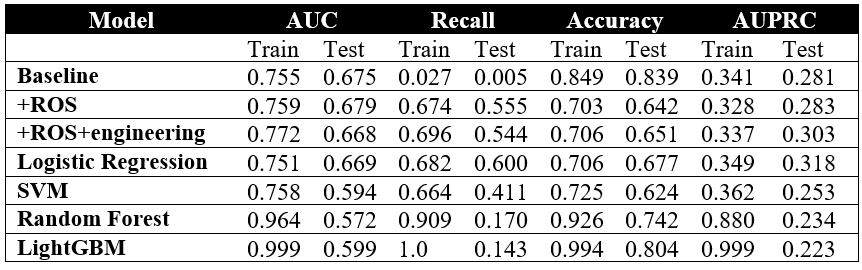 Model AUC Recall Accuracy AUPRC
Train Test Train Test Train Test Train Test
Baseline 0.755 0.675 0.027 0.005 0.849 0.839 0.341 0.281
+ROS 0.759 0.679 0.674 0.555 0.703 0.642 0.328 0.283
+ROS+engineering 0.772 0.668 0.696 0.544 0.706 0.651 0.337 0.303
Logistic Regression 0.751 0.669 0.682 0.600 0.706 0.677 0.349 0.318
SVM 0.758 0.594 0.664 0.411 0.725 0.624 0.362 0.253
Random Forest 0.964 0.572 0.909 0.170 0.926 0.742 0.880 0.234
LightGBM 0.999 0.599 1.0 0.143 0.994 0.804 0.999 0.223